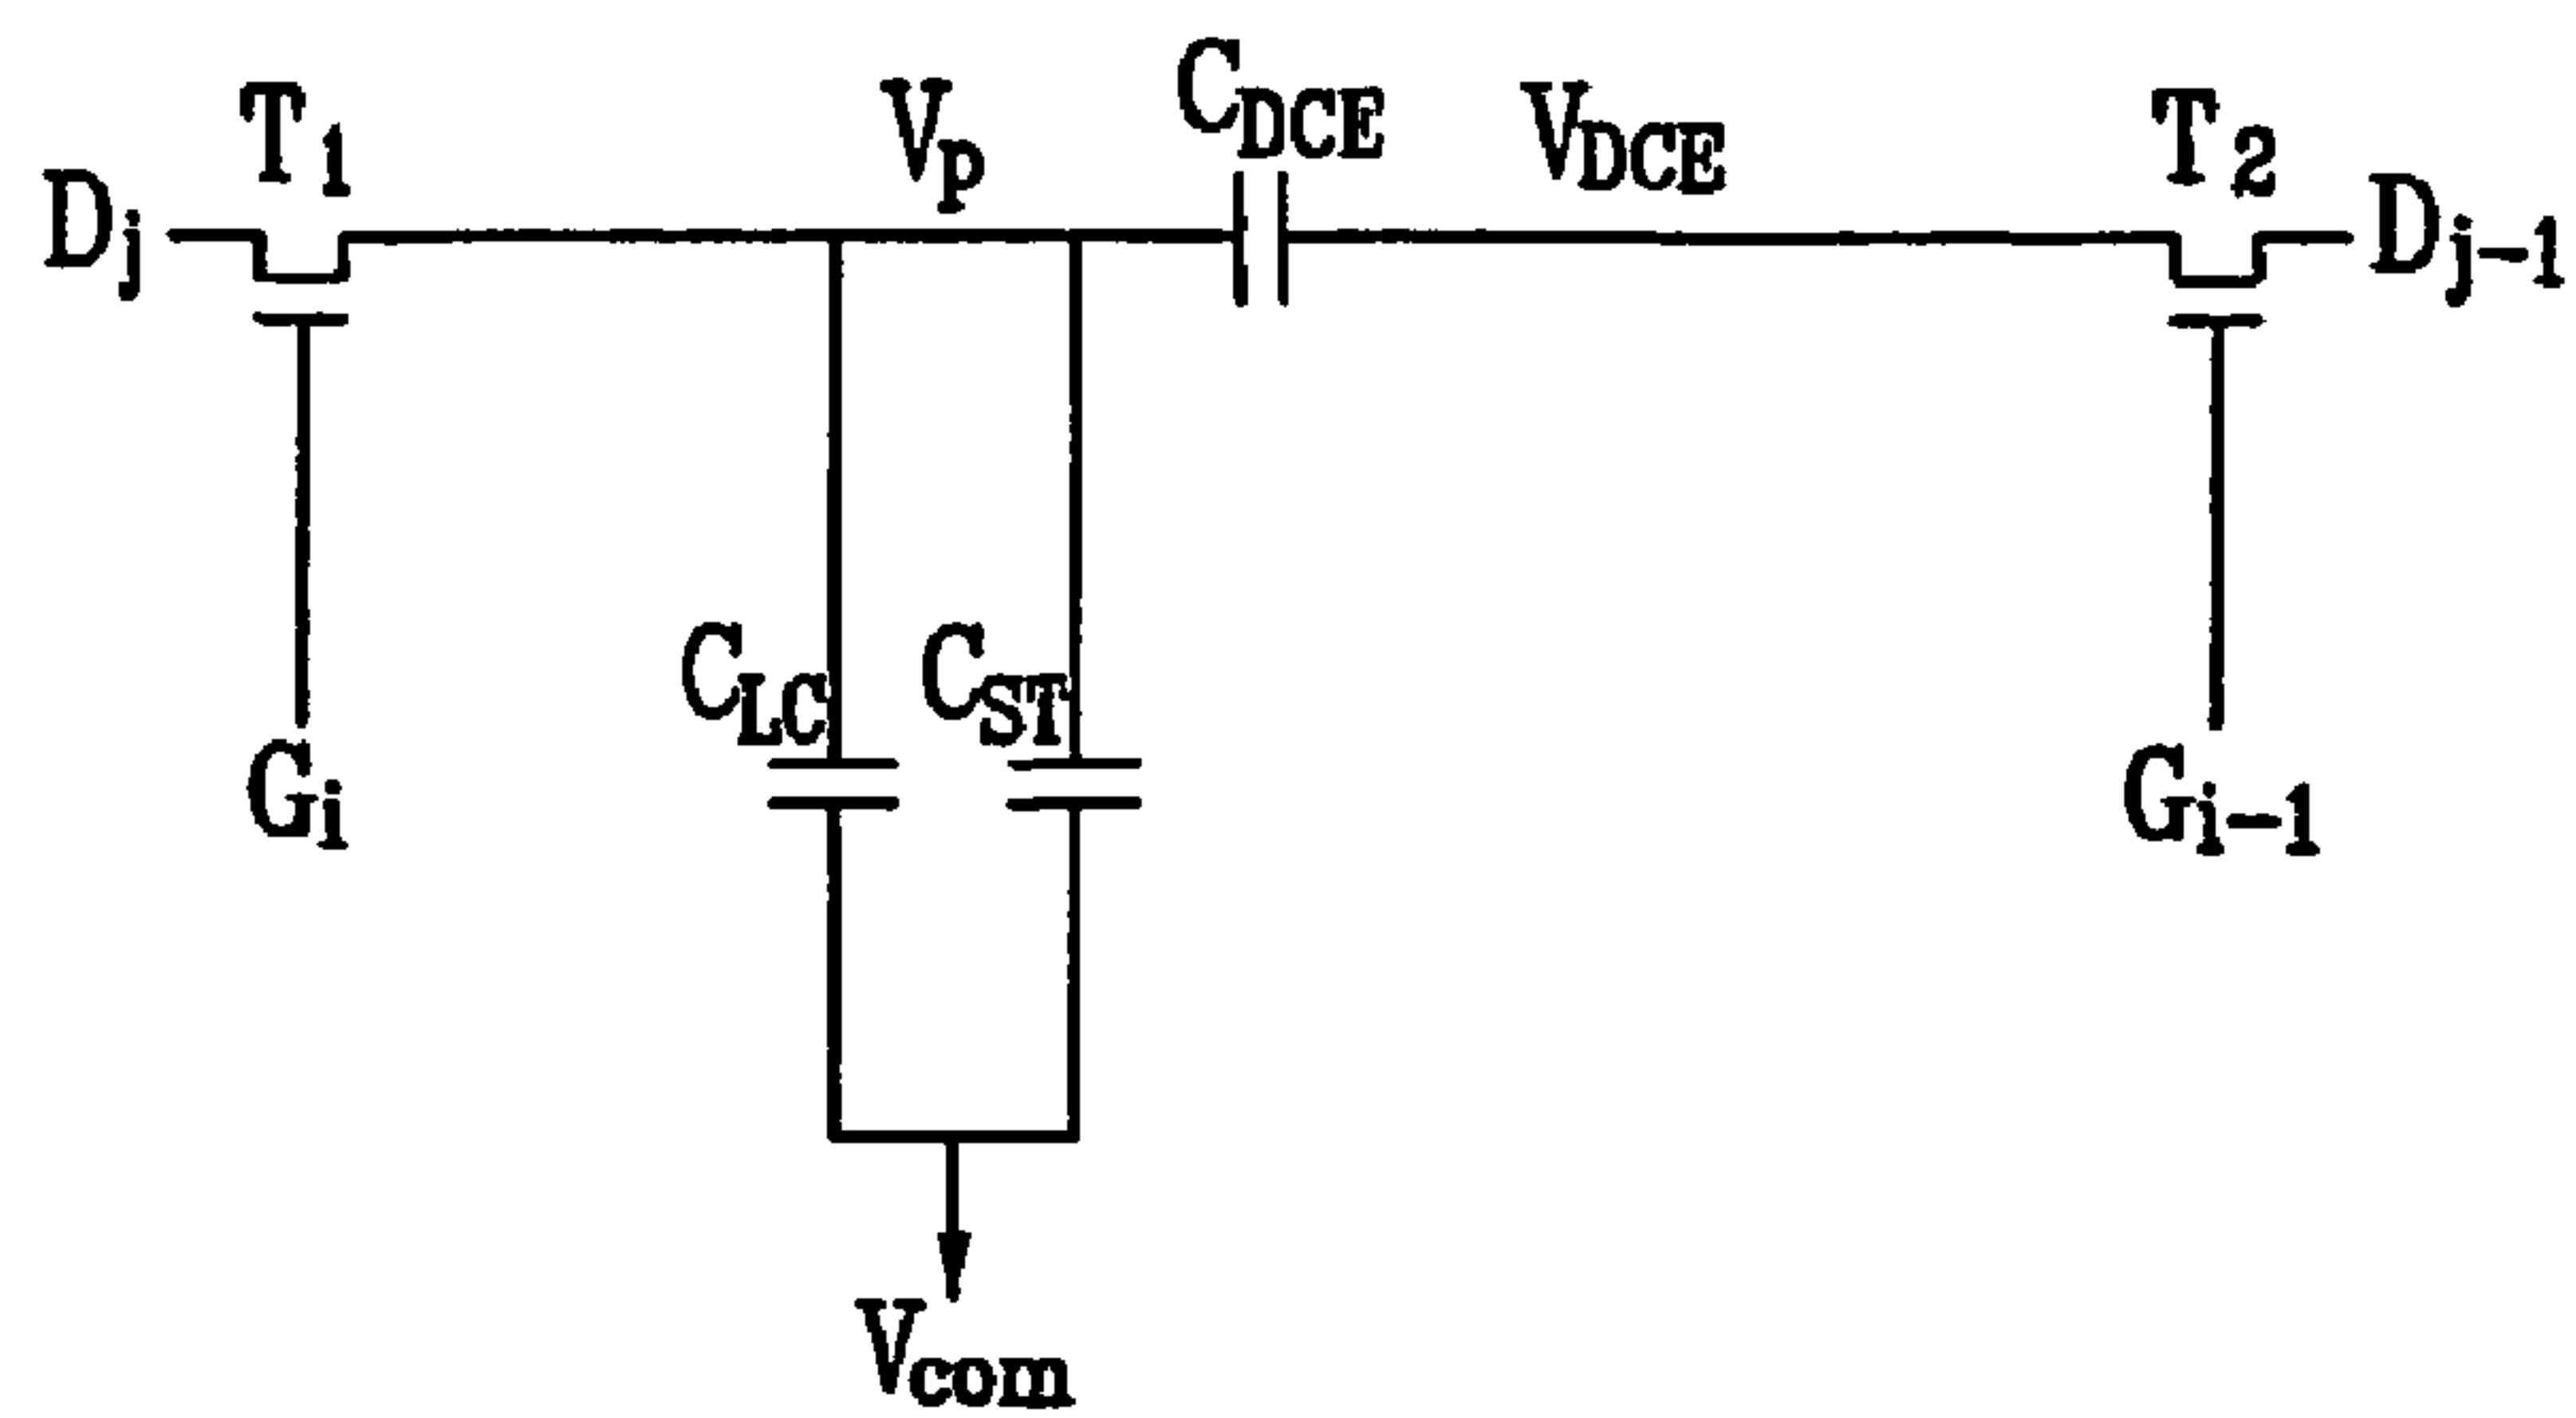 D_j
T_1
V_p
C_DCE
V_DCE
T_2
D_j-1
G_i
C_LC
C_ST
G_i-1
V_com